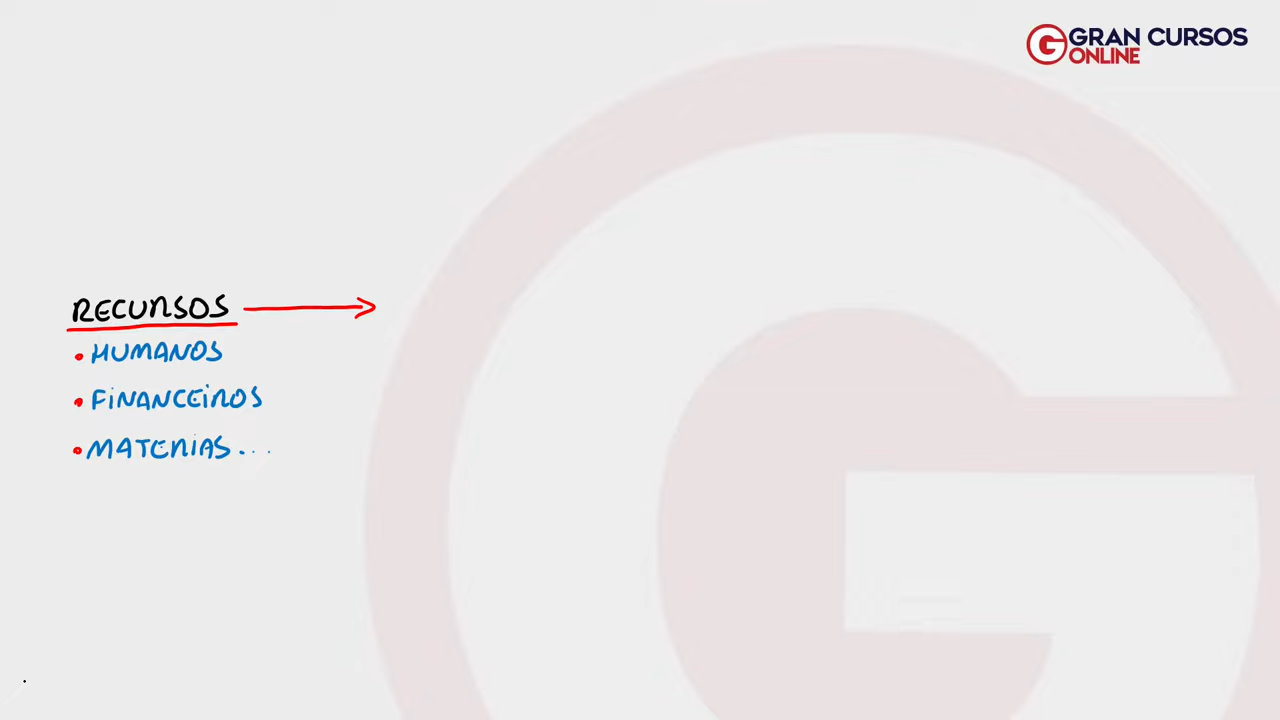 GRAN CURSOS
ONLINE
RECURSOS
• HUMANOS
• FINANCEIROS
• MATERIAS...